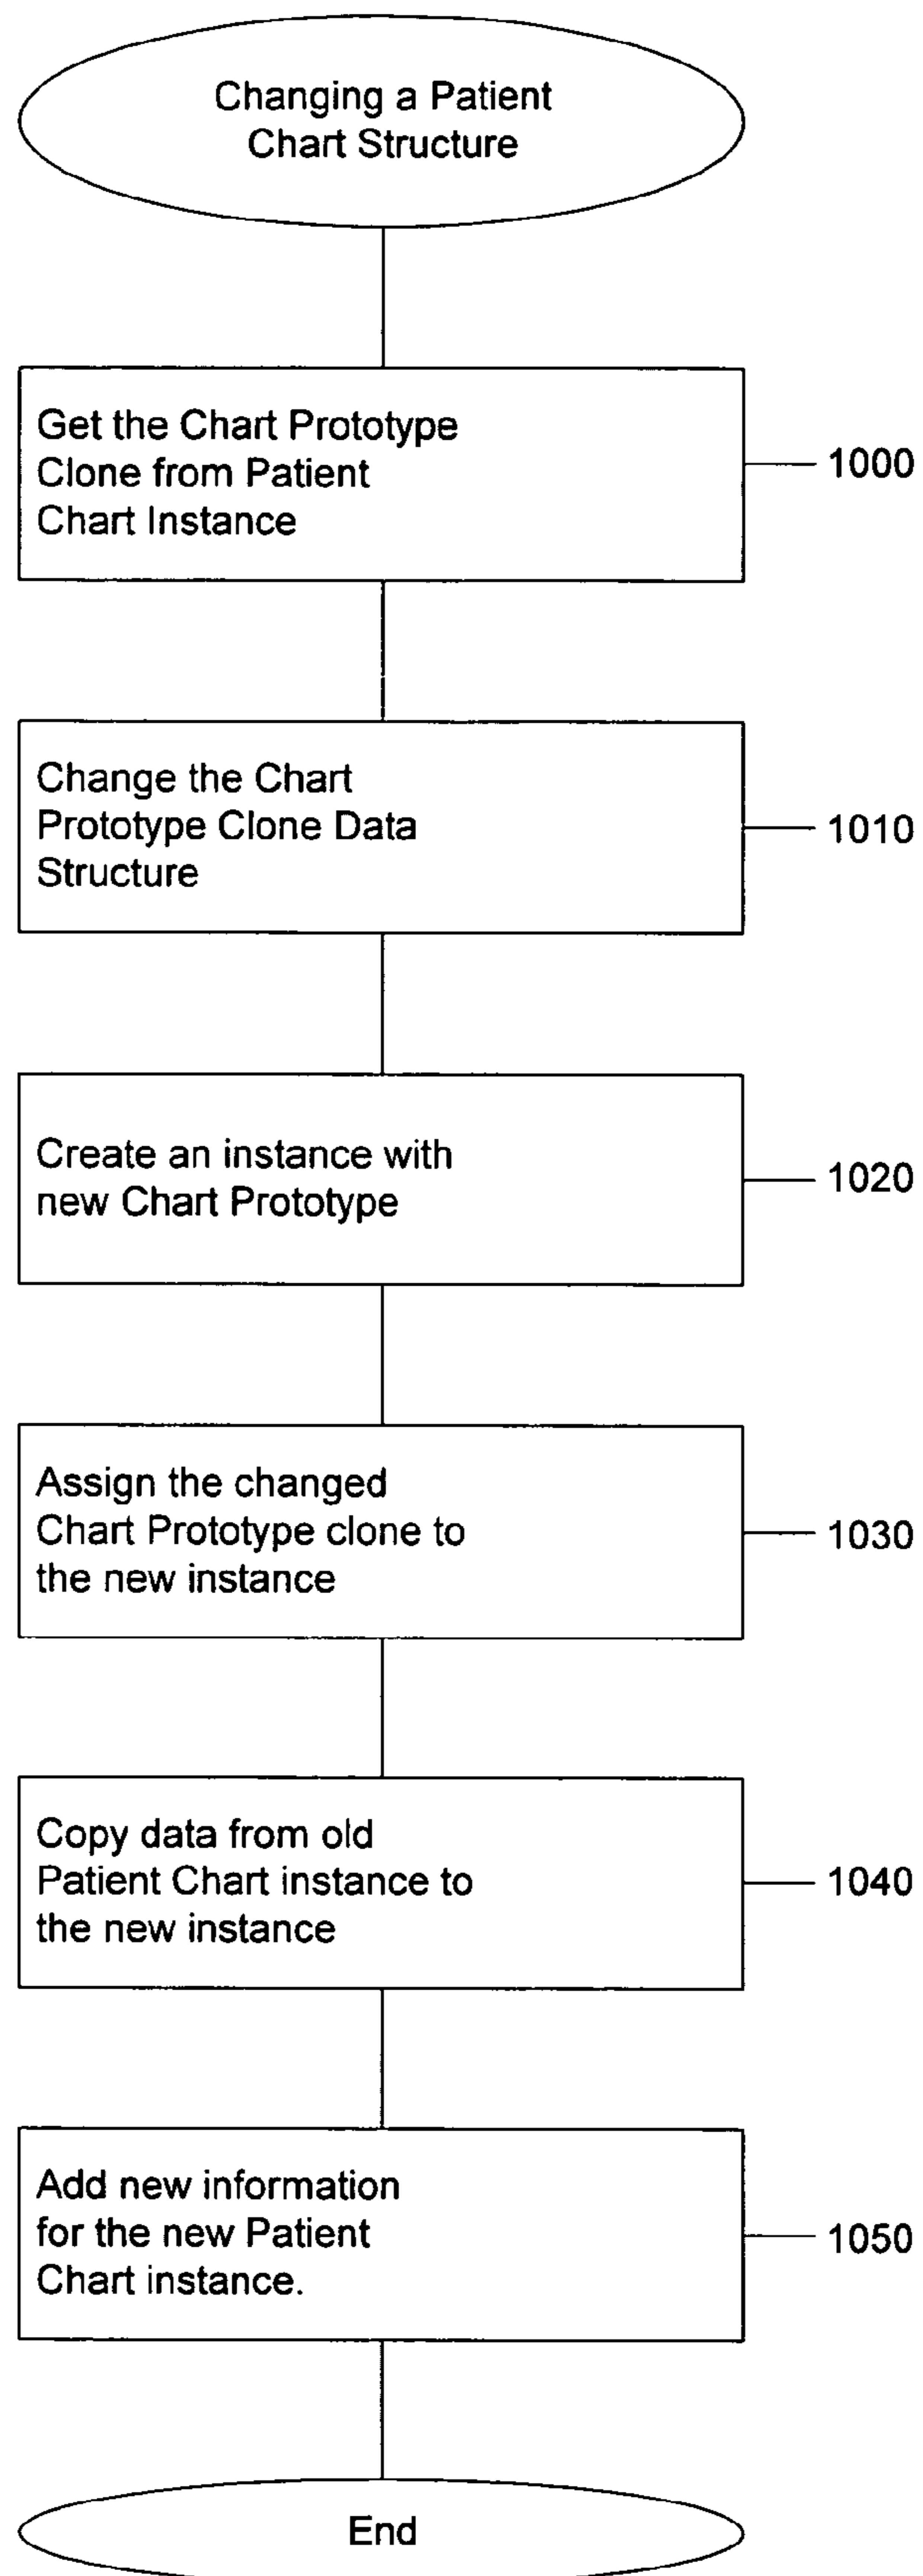 Changing a Patient
Chart Structure
Get the Chart Prototype
Clone from Patient
Chart Instance
1000
Change the Chart
Prototype Clone Data
Structure
1010
Create an instance with
new Chart Prototype
1020
Assign the changed
Chart Prototype clone to
the new instance
1030
Copy data from old
Patient Chart instance to
the new instance
1040
Add new information
for the new Patient
Chart instance.
1050
End